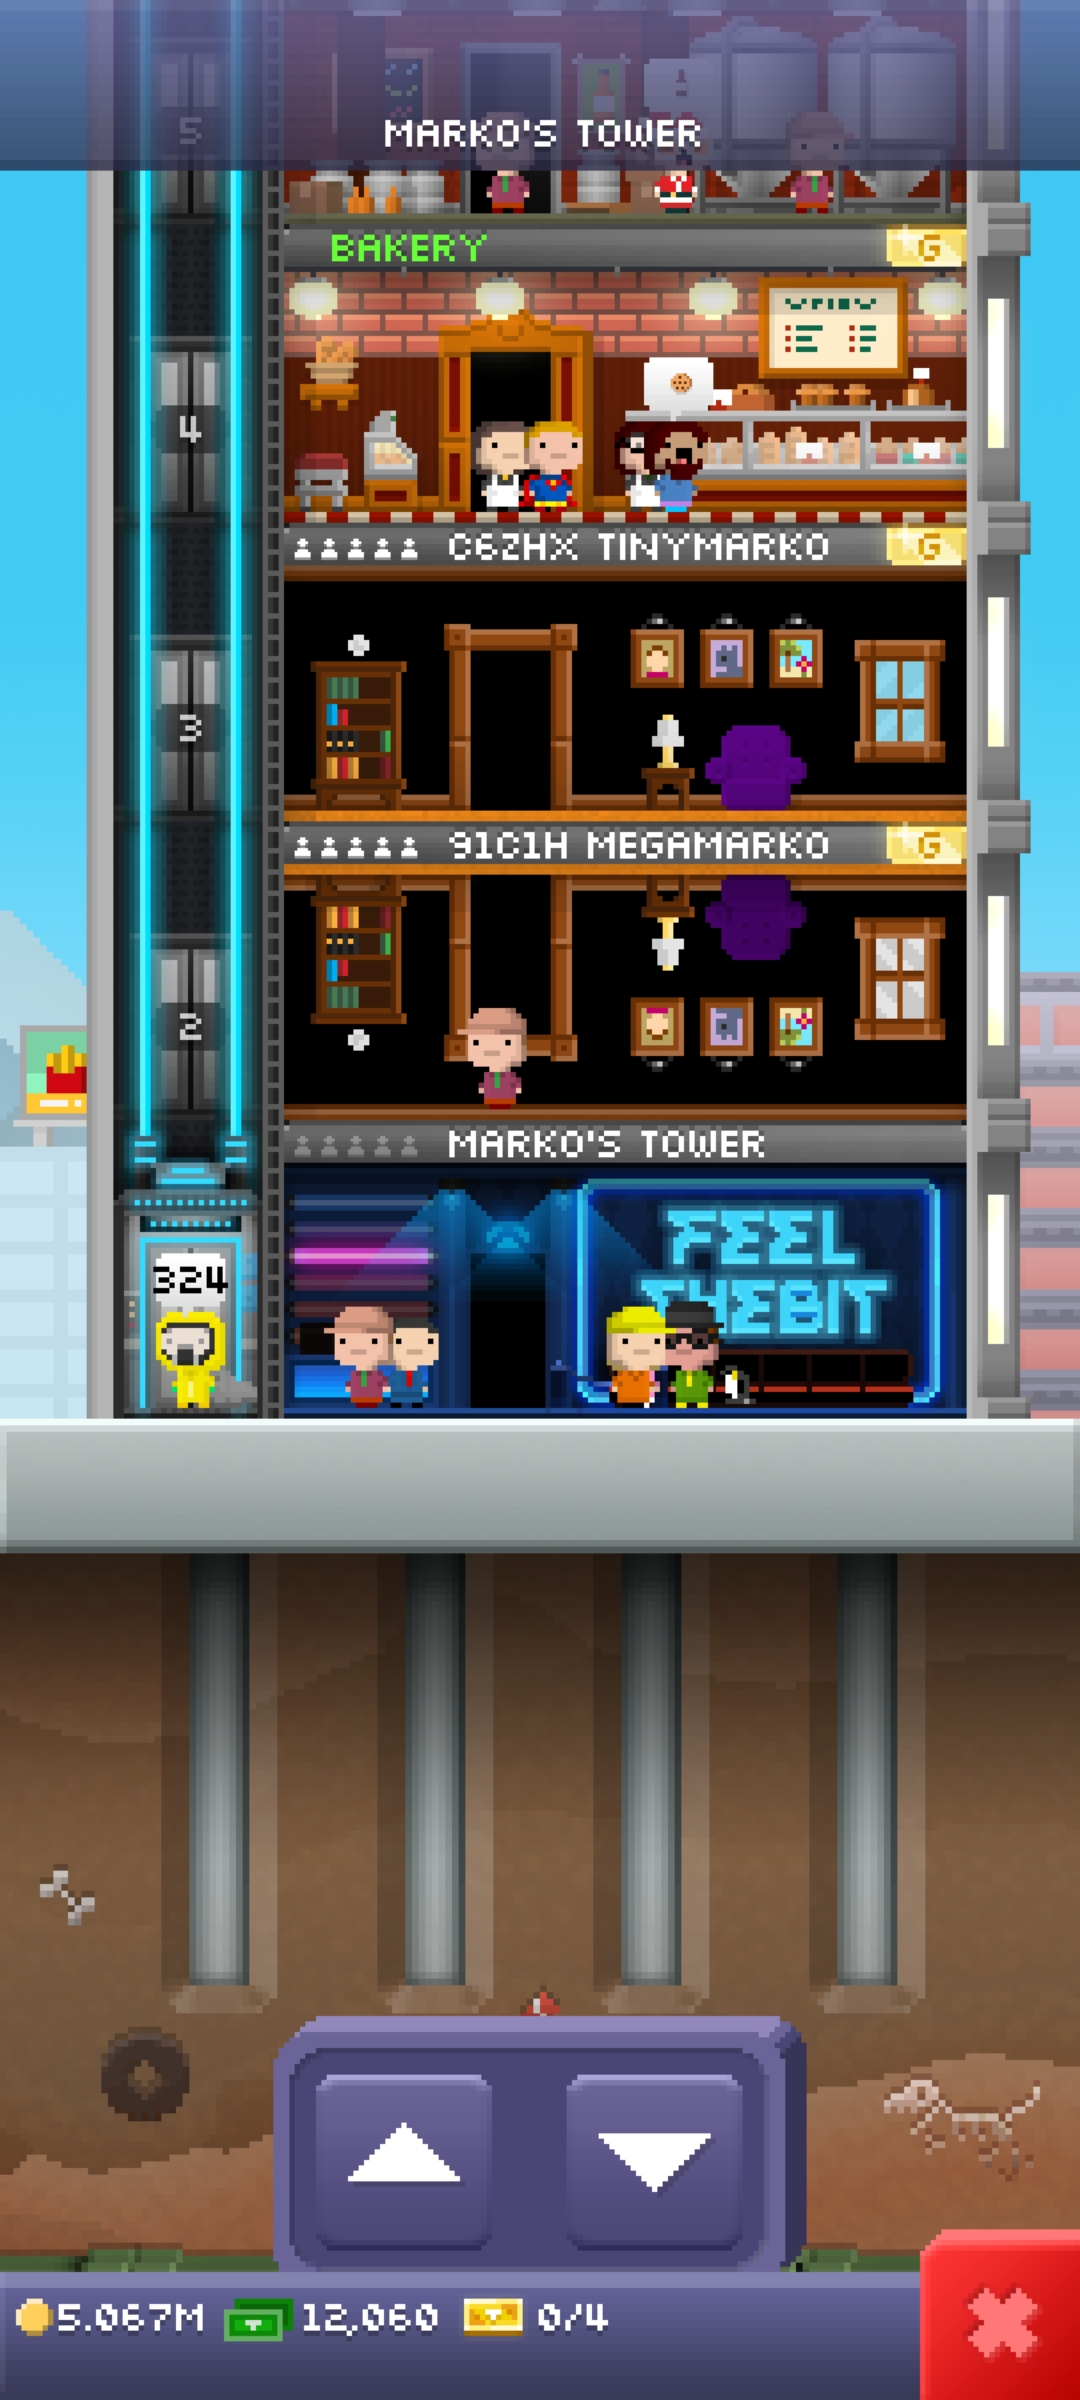 5
MARKO'S TOWER
BAKERY G
4
C6ZHX TINYMARKO G
3
91C1H MEGAMARKO G
2
MARKO'S TOWER
FEEL
THEBIT
324
5.067M 12,060 0/4